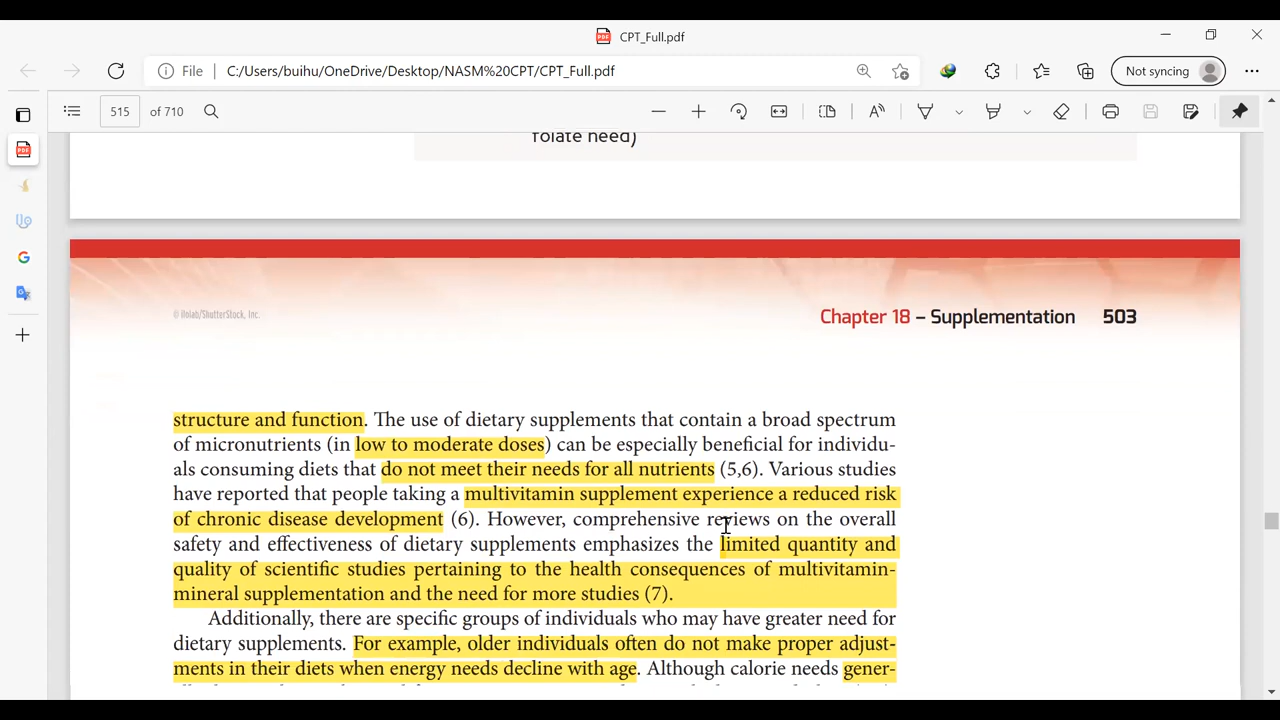 CPT_Full.pdf
File C:/Users/buihu/OneDrive/Desktop/NASM%20CPT/CPT_Full.pdf
Not syncing
515 of 710
folate need)
© ilolab/ShutterStock, Inc.
Chapter 18 – Supplementation 503
structure and function. The use of dietary supplements that contain a broad spectrum
of micronutrients (in low to moderate doses) can be especially beneficial for individu-
als consuming diets that do not meet their needs for all nutrients (5,6). Various studies
have reported that people taking a multivitamin supplement experience a reduced risk
of chronic disease development (6). However, comprehensive reviews on the overall
safety and effectiveness of dietary supplements emphasizes the limited quantity and
quality of scientific studies pertaining to the health consequences of multivitamin-
mineral supplementation and the need for more studies (7).
Additionally, there are specific groups of individuals who may have greater need for
dietary supplements. For example, older individuals often do not make proper adjust-
ments in their diets when energy needs decline with age. Although calorie needs gener-